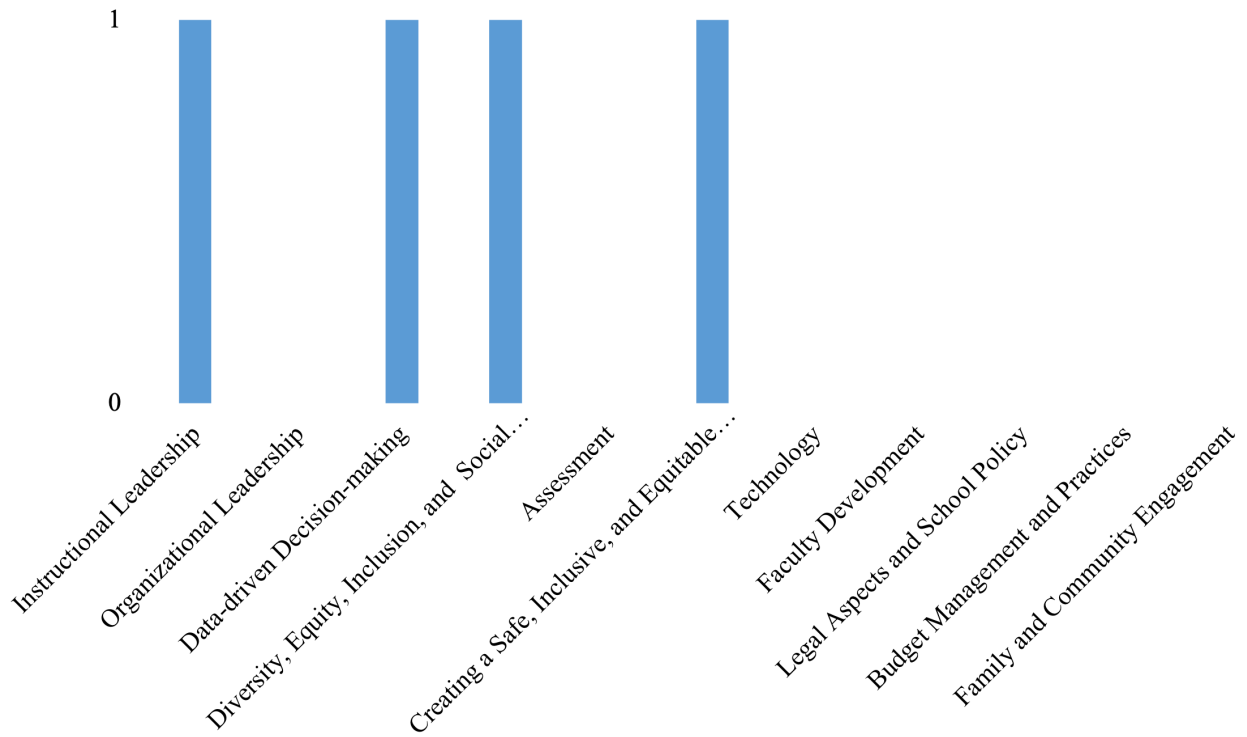 1
0
Instructional Leadership
Organizational Leadership
Data-driven Decision-making
Diversity, Equity, Inclusion, and  Social…
Assessment
Creating a Safe, Inclusive, and Equitable…
Technology
Faculty Development
Legal Aspects and School Policy
Budget Management and Practices
Family and Community Engagement